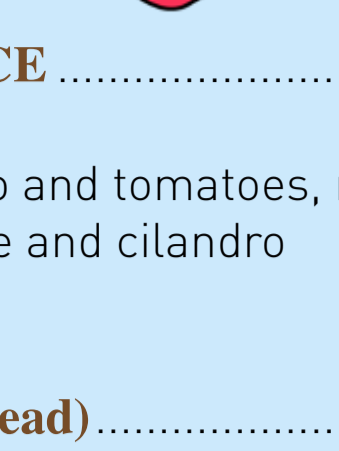 CE ......................
and tomatoes,
and cilandro
ead) ...................